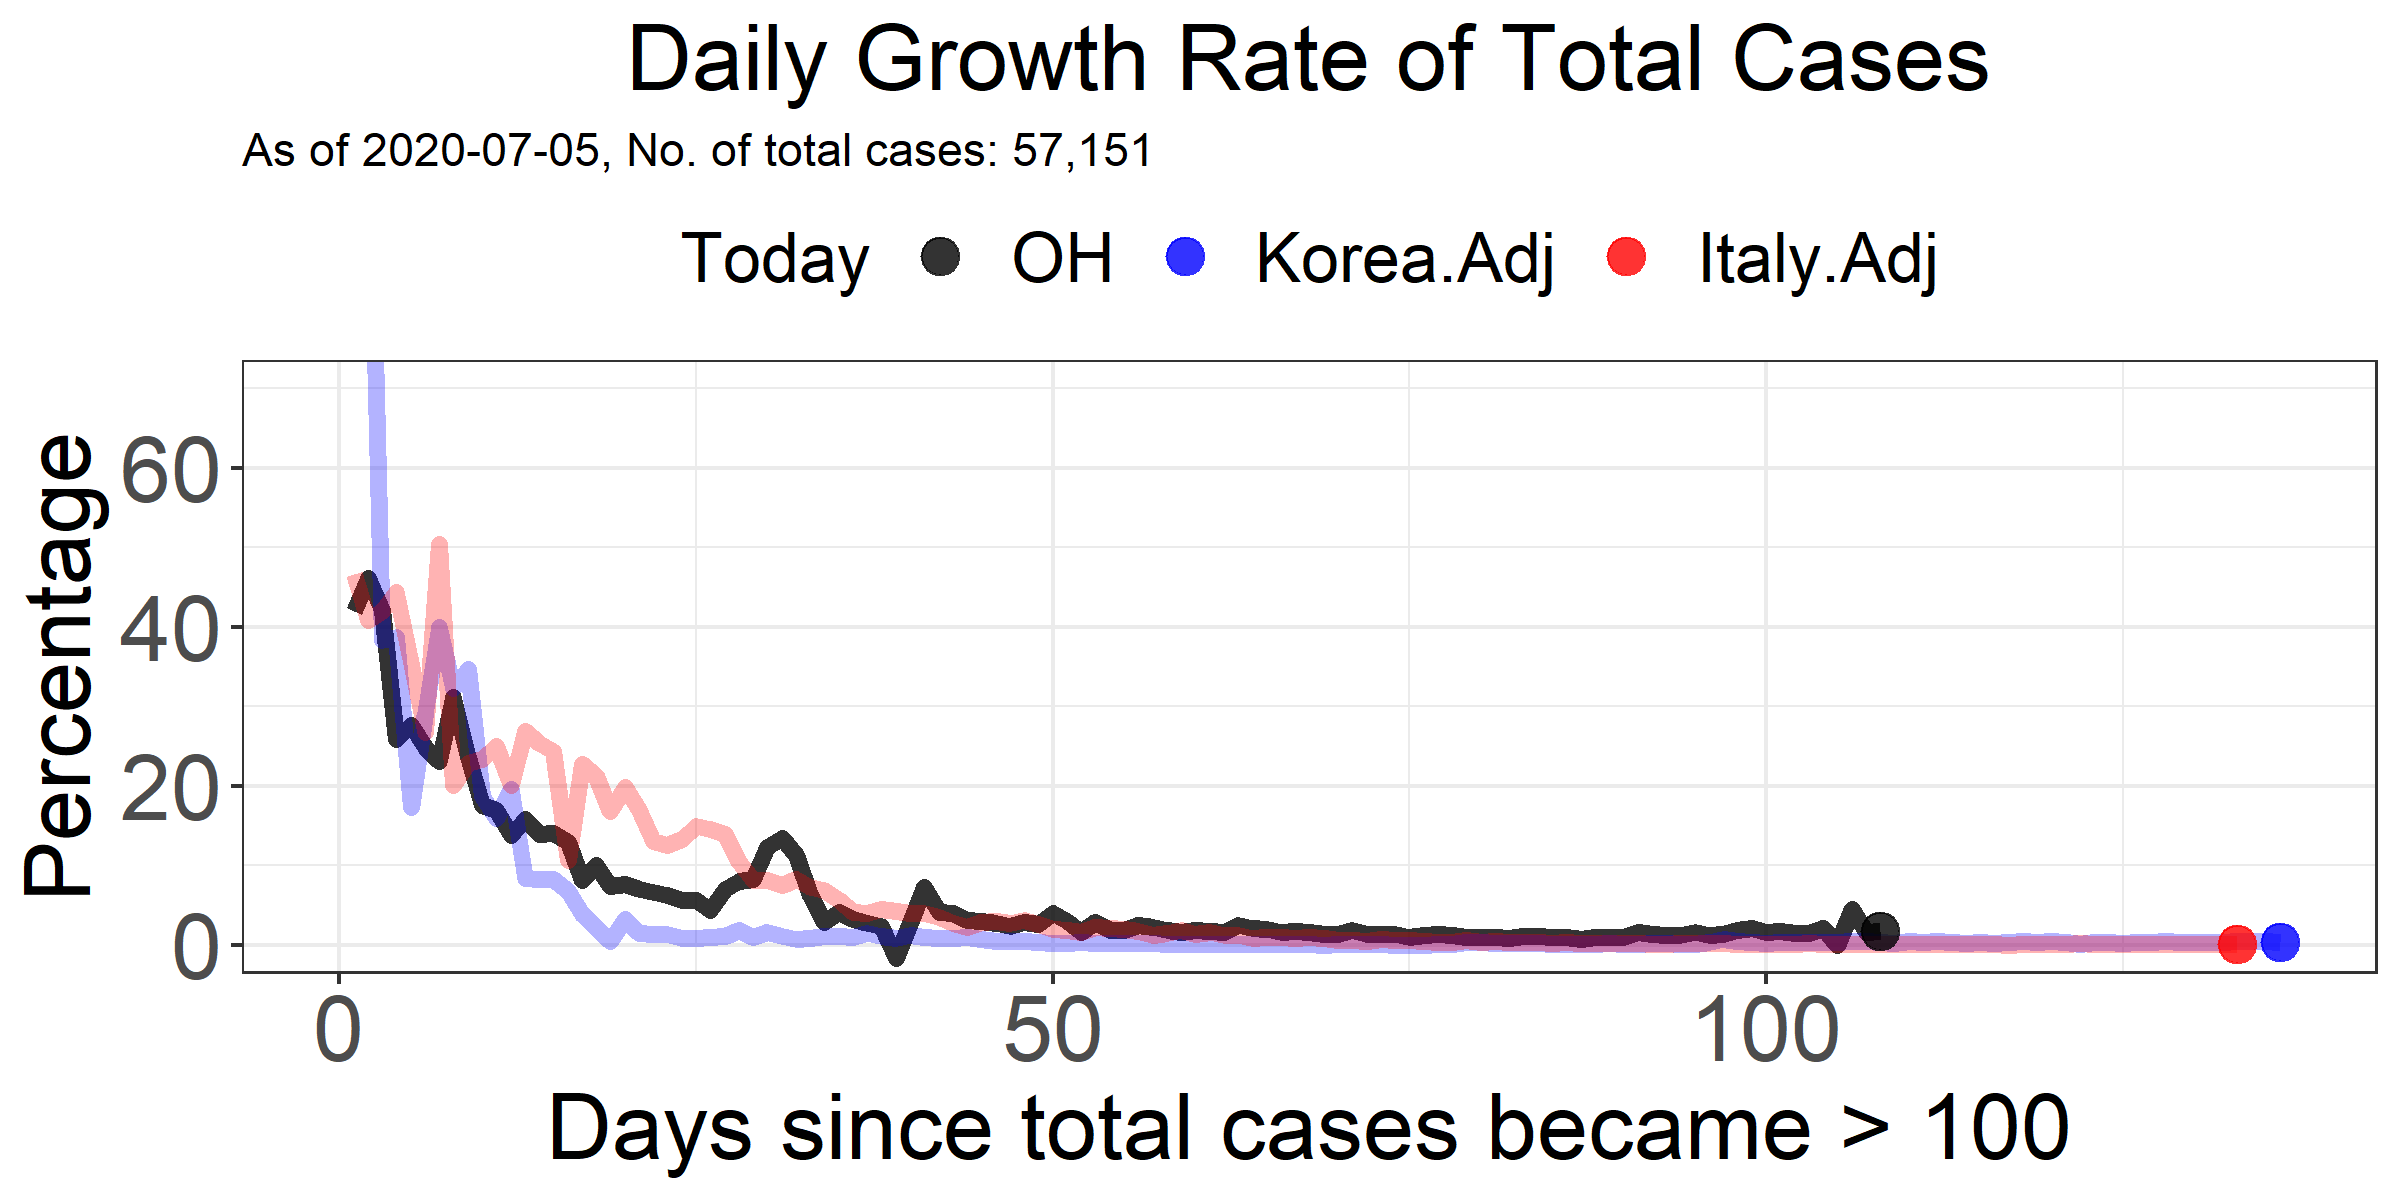 Daily Growth Rate of Total Cases
As of 2020-07-05, No. of total cases: 57,151
Today OH Korea.Adj Italy.Adj
Percentage
60
40
20
0
0 50 100
Days since total cases became > 100